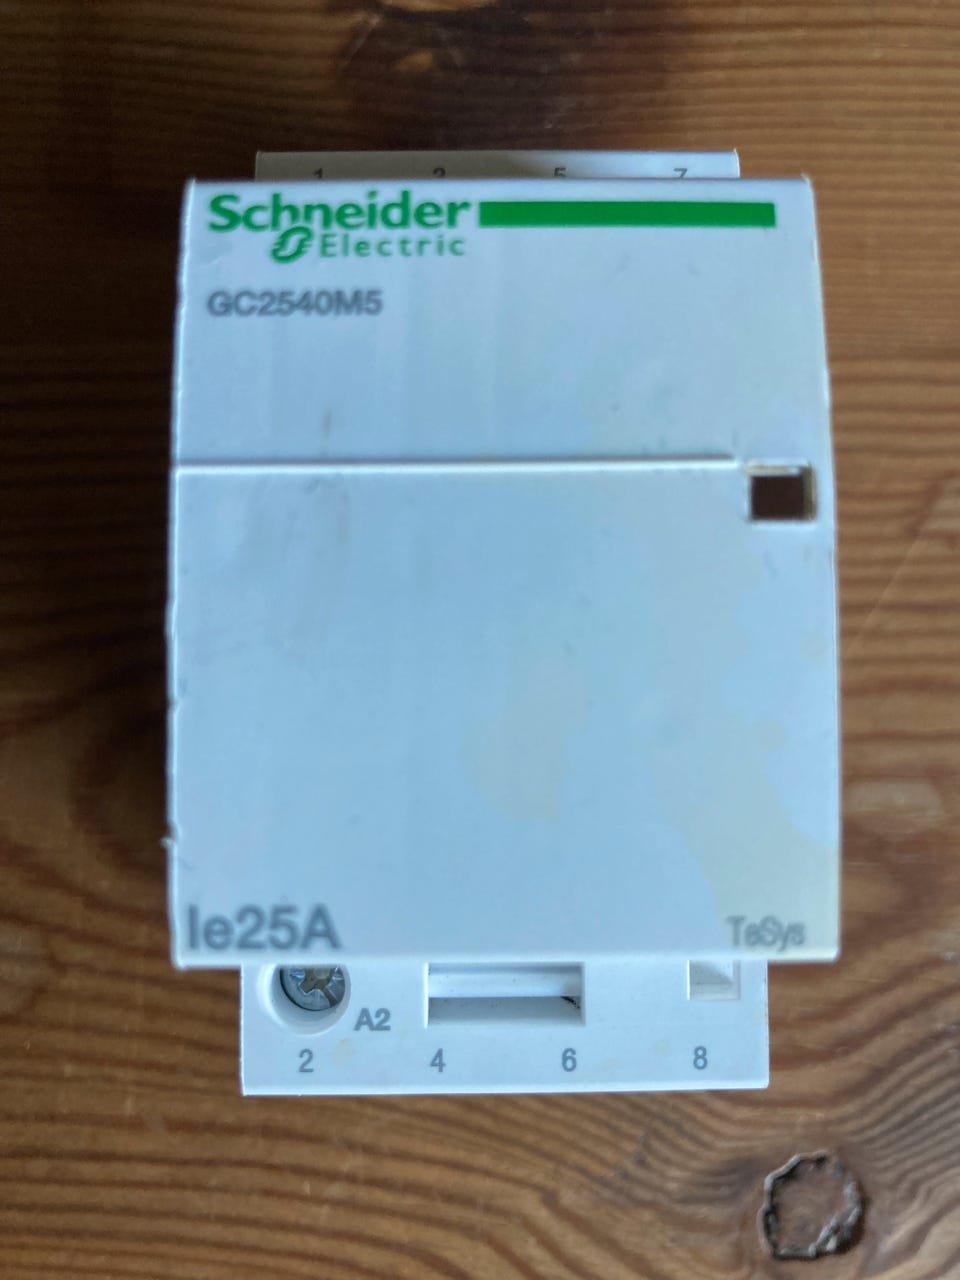 1 3 5 7
Schneider
Electric
GC2540M5
Ie25A
TeSys
A2
2 4 6 8